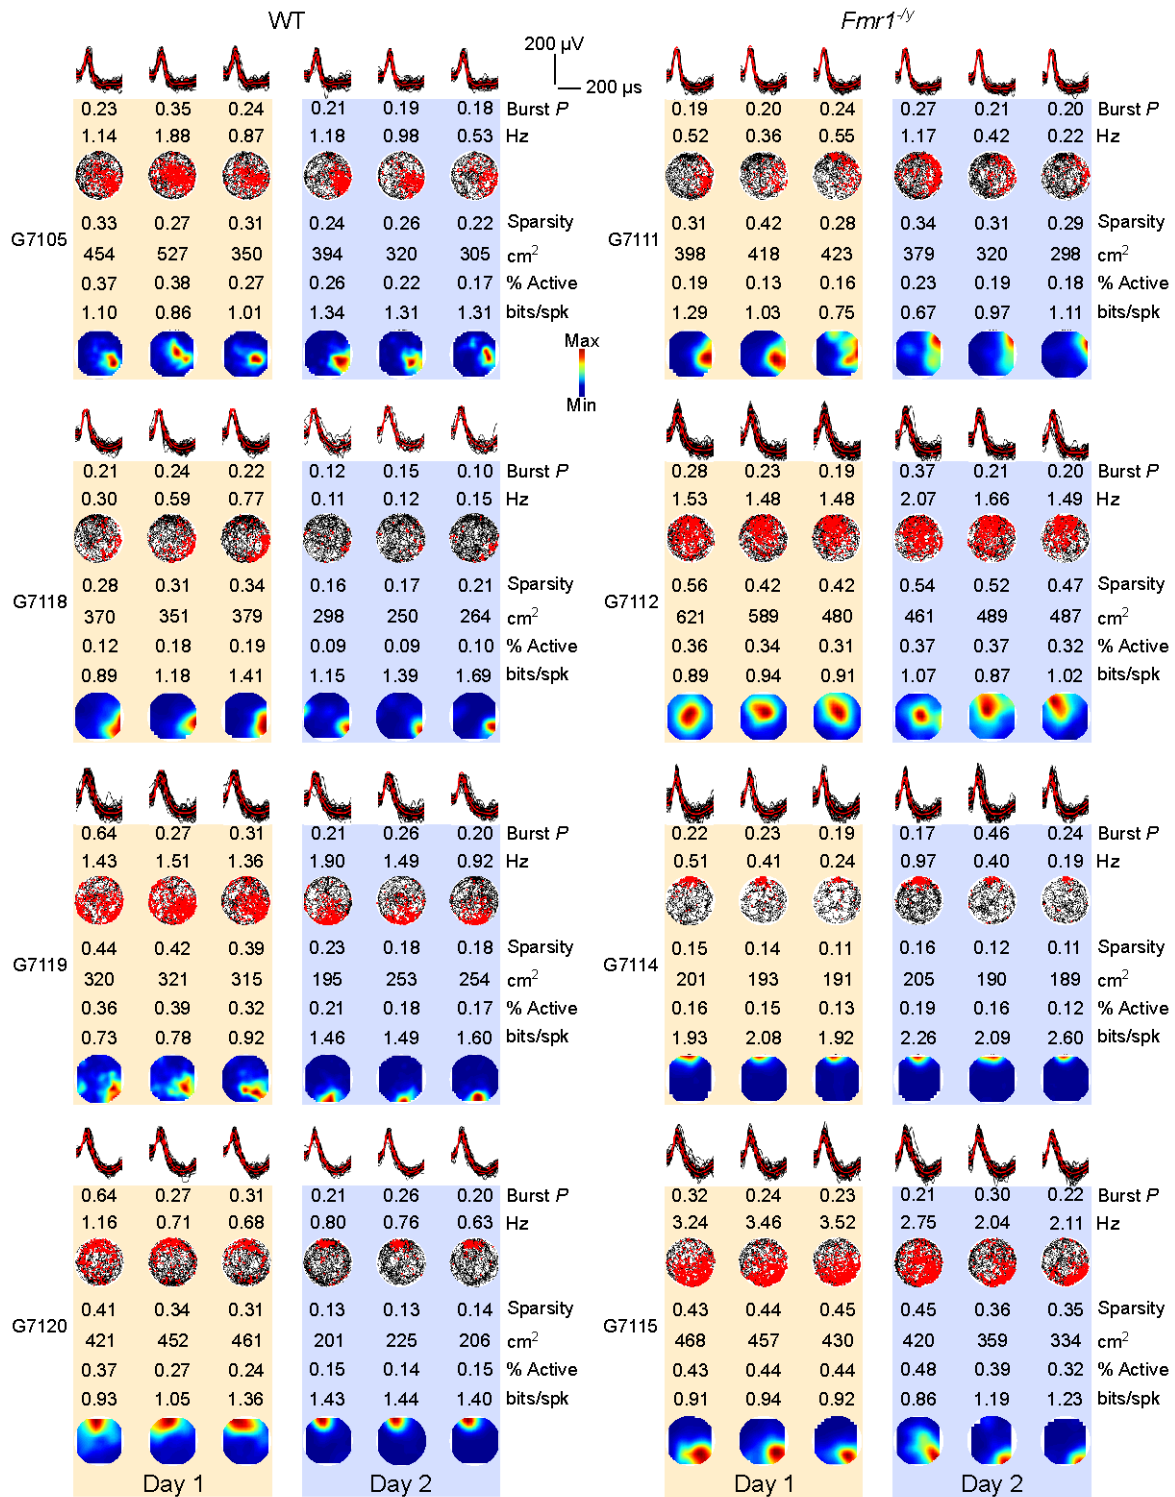 WT
Fmr1-/y
200 µV
200 µs
0.23 0.35 0.24 0.21 0.19 0.18 Burst P 0.19 0.20 0.24 0.27 0.21 0.20 Burst P
1.14 1.88 0.87 1.18 0.98 0.53 Hz 0.52 0.36 0.55 1.17 0.42 0.22 Hz
0.33 0.27 0.31 0.24 0.26 0.22 Sparsity 0.31 0.42 0.28 0.34 0.31 0.29 Sparsity
G7105 G7111
454 527 350 394 320 305 cm2 398 418 423 379 320 298 cm2
0.37 0.38 0.27 0.26 0.22 0.17 % Active 0.19 0.13 0.16 0.23 0.19 0.18 % Active
1.10 0.86 1.01 1.34 1.31 1.31 bits/spk 1.29 1.03 0.75 0.67 0.97 1.11 bits/spk
Max
Min
0.21 0.24 0.22 0.12 0.15 0.10 Burst P 0.28 0.23 0.19 0.37 0.21 0.20 Burst P
0.30 0.59 0.77 0.11 0.12 0.15 Hz 1.53 1.48 1.48 2.07 1.66 1.49 Hz
0.28 0.31 0.34 0.16 0.17 0.21 Sparsity 0.56 0.42 0.42 0.54 0.52 0.47 Sparsity
G7118 G7112
370 351 379 298 250 264 cm2 621 589 480 461 489 487 cm2
0.12 0.18 0.19 0.09 0.09 0.10 % Active 0.36 0.34 0.31 0.37 0.37 0.32 % Active
0.89 1.18 1.41 1.15 1.39 1.69 bits/spk 0.89 0.94 0.91 1.07 0.87 1.02 bits/spk
0.64 0.27 0.31 0.21 0.26 0.20 Burst P 0.22 0.23 0.19 0.17 0.46 0.24 Burst P
1.43 1.51 1.36 1.90 1.49 0.92 Hz 0.51 0.41 0.24 0.97 0.40 0.19 Hz
0.44 0.42 0.39 0.23 0.18 0.18 Sparsity 0.15 0.14 0.11 0.16 0.12 0.11 Sparsity
G7119 G7114
320 321 315 195 253 254 cm2 201 193 191 205 190 189 cm2
0.36 0.39 0.32 0.21 0.18 0.17 % Active 0.16 0.15 0.13 0.19 0.16 0.12 % Active
0.73 0.78 0.92 1.46 1.49 1.60 bits/spk 1.93 2.08 1.92 2.26 2.09 2.60 bits/spk
0.64 0.27 0.31 0.21 0.26 0.20 Burst P 0.32 0.24 0.23 0.21 0.30 0.22 Burst P
1.16 0.71 0.68 0.80 0.76 0.63 Hz 3.24 3.46 3.52 2.75 2.04 2.11 Hz
0.41 0.34 0.31 0.13 0.13 0.14 Sparsity 0.43 0.44 0.45 0.45 0.36 0.35 Sparsity
G7120 G7115
421 452 461 201 225 206 cm2 468 457 430 420 359 334 cm2
0.37 0.27 0.24 0.15 0.14 0.15 % Active 0.43 0.44 0.44 0.48 0.39 0.32 % Active
0.93 1.05 1.36 1.43 1.44 1.40 bits/spk 0.91 0.94 0.92 0.86 1.19 1.23 bits/spk
Day 1 Day 2 Day 1 Day 2